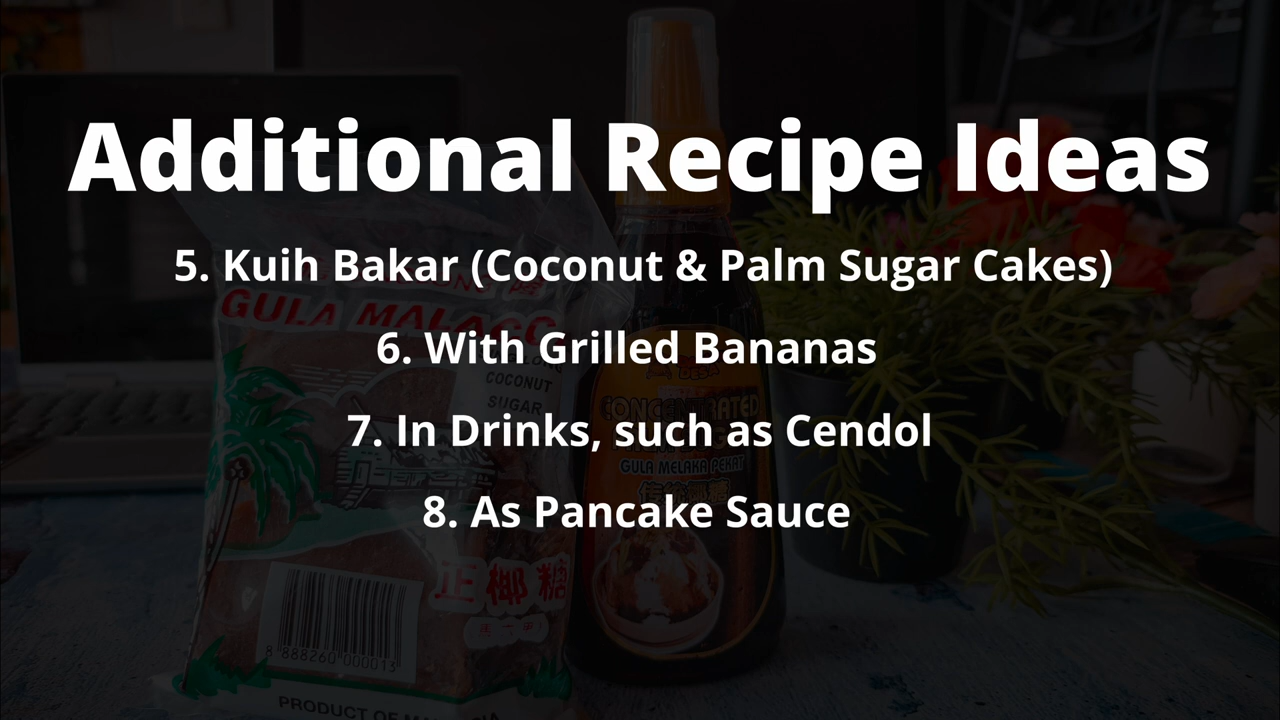 Additional Recipe Ideas
5. Kuih Bakar (Coconut & Palm Sugar Cakes)
6. With Grilled Bananas
7. In Drinks, such as Cendol
8. As Pancake Sauce
GULA MALACC
COCONUT
SUGAR
DESA
CONCENTRATED
GULA MELAKA PEKAT
正椰糖
8 888260 000013
PRODUCT OF